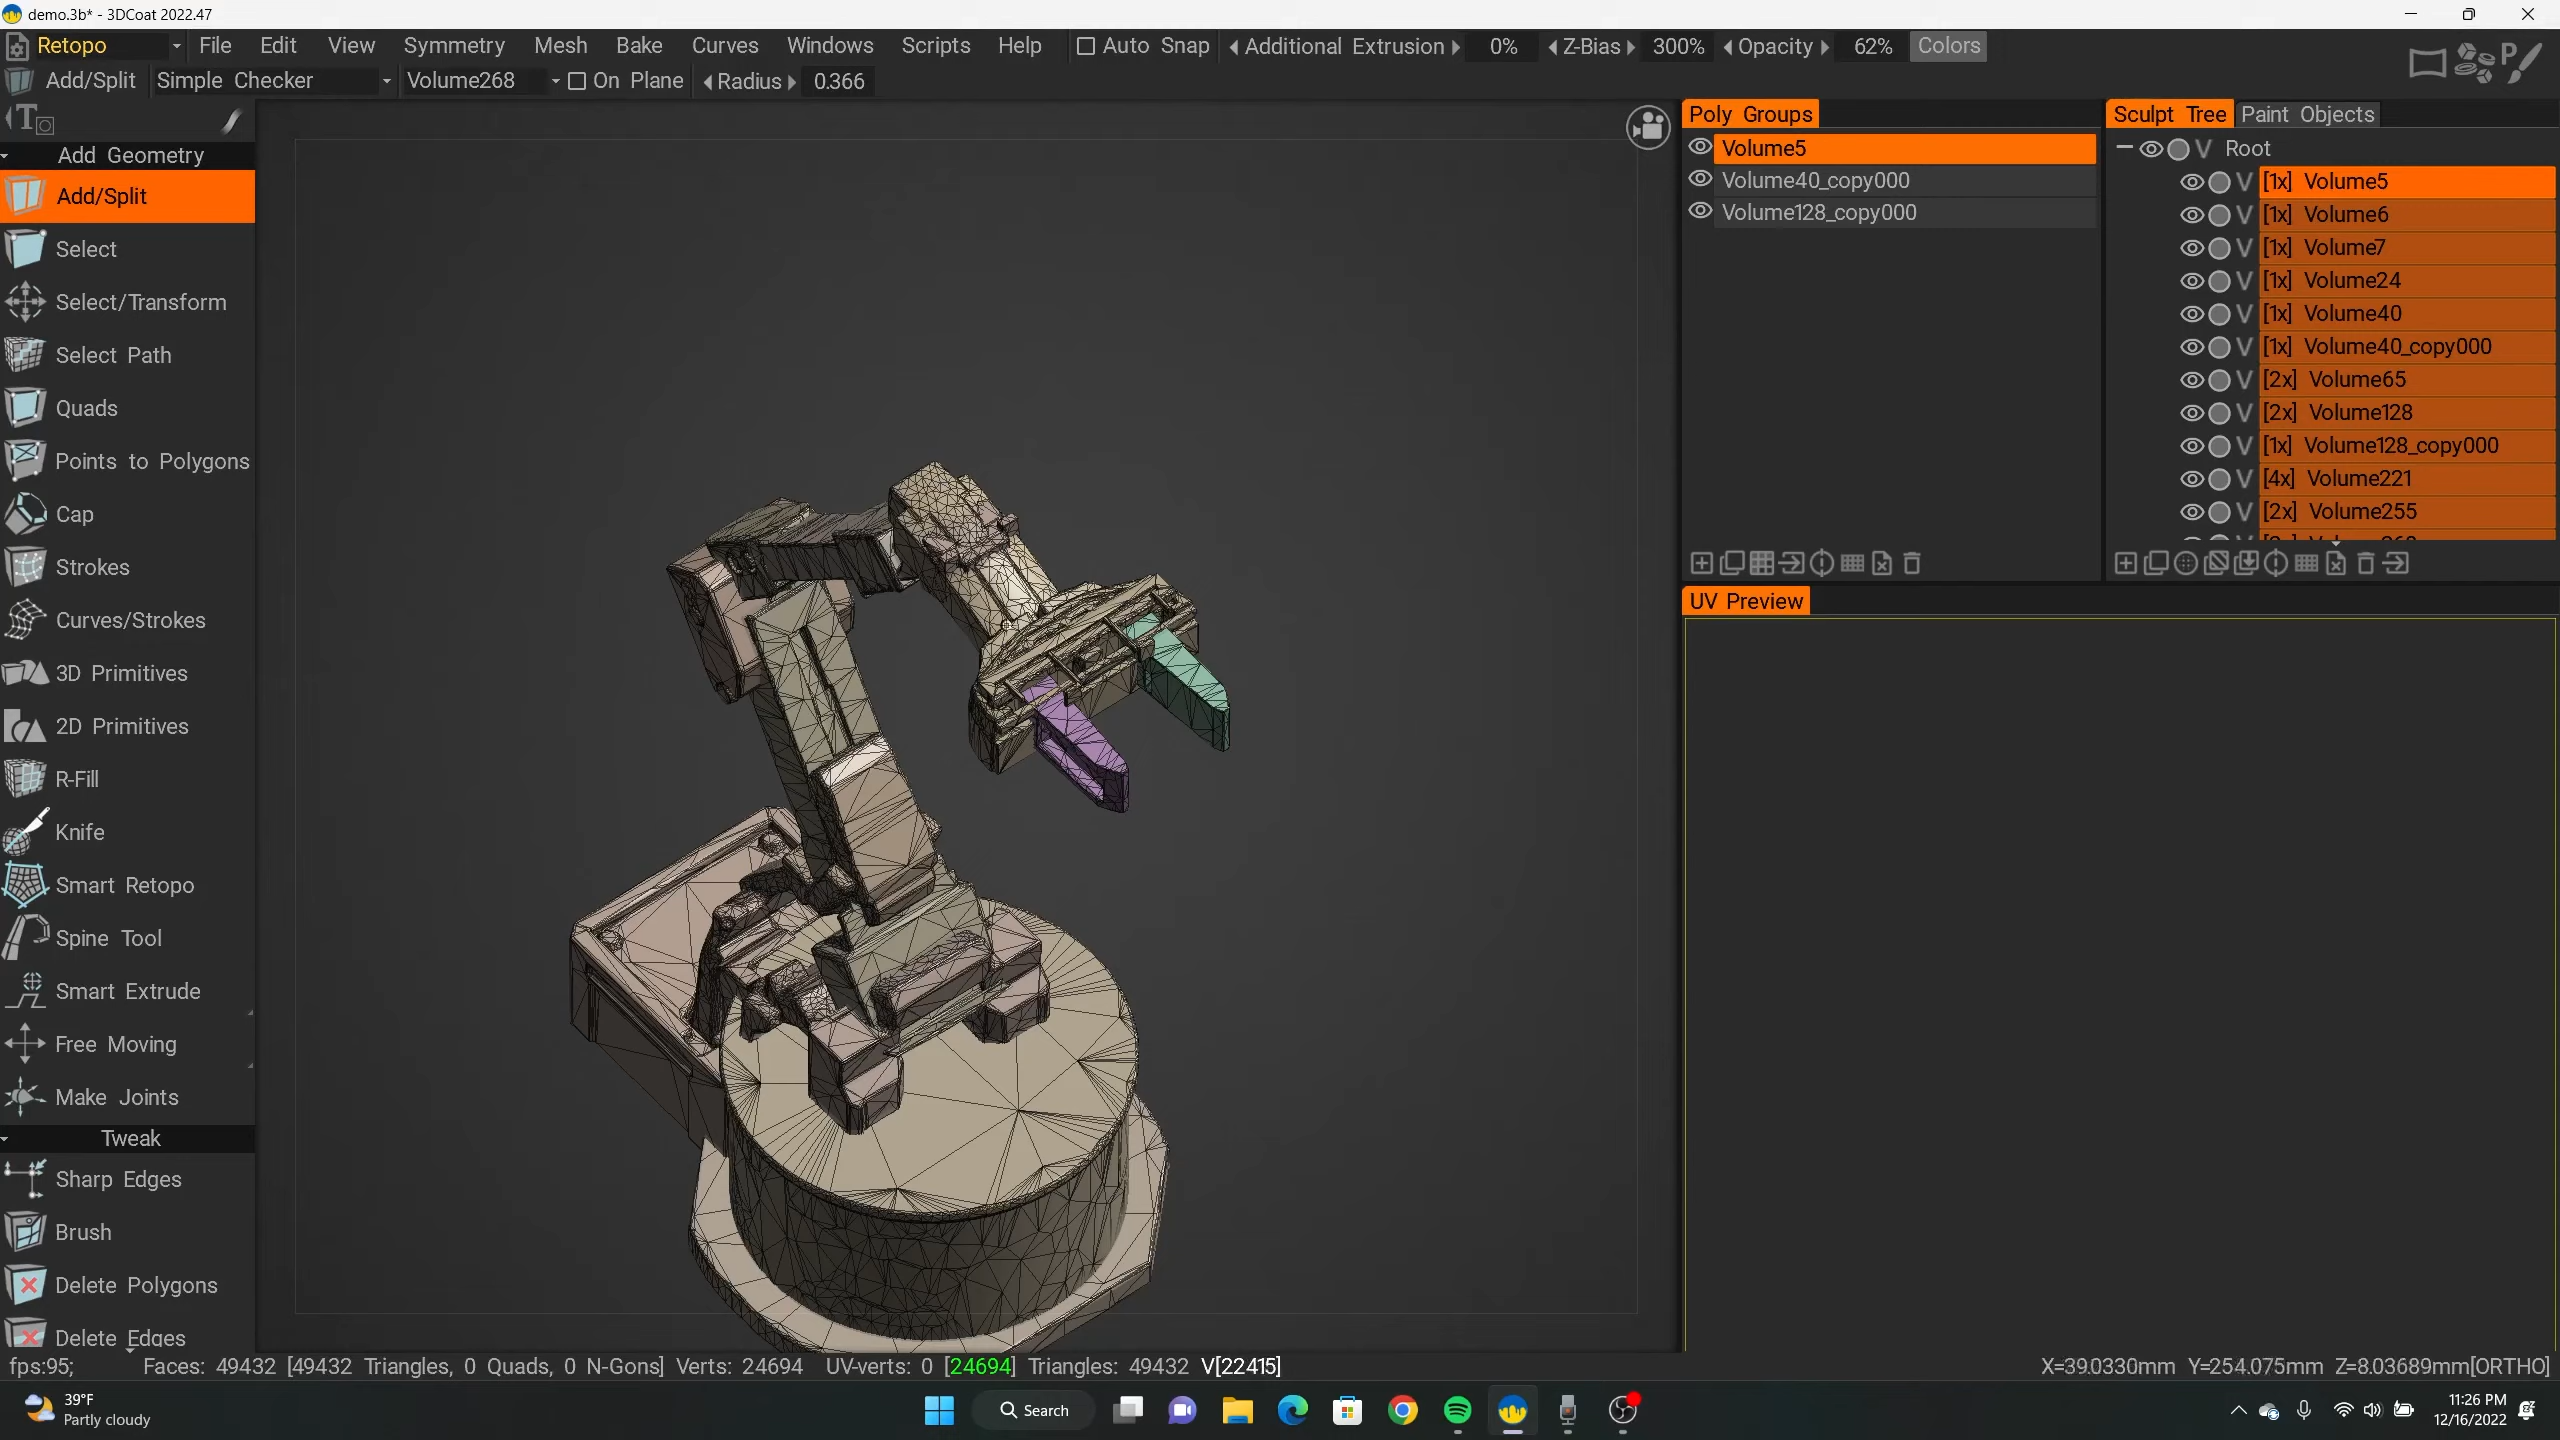 demo.3b* - 3DCoat 2022.47
Retopo File Edit View Symmetry Mesh Bake Curves Windows Scripts Help Auto Snap Additional Extrusion 0% Z-Bias 300% Opacity 62% Colors
Add/Split Simple Checker Volume268 On Plane Radius 0.366
T
P
Add Geometry
Add/Split
Select
Select/Transform
Select Path
Quads
Points to Polygons
Cap
Strokes
Curves/Strokes
3D Primitives
2D Primitives
R-Fill
Knife
Smart Retopo
Spine Tool
Smart Extrude
Free Moving
Make Joints
Tweak
Sharp Edges
Brush
Delete Polygons
Delete Edges
Poly Groups
Volume5
Volume40_copy000
Volume128_copy000
Sculpt Tree Paint Objects
V Root
V [1x] Volume5
V [1x] Volume6
V [1x] Volume7
V [1x] Volume24
V [1x] Volume40
V [1x] Volume40_copy000
V [2x] Volume65
V [2x] Volume128
V [1x] Volume128_copy000
V [4x] Volume221
V [2x] Volume255
UV Preview
fps:95; Faces: 49432 [49432 Triangles, 0 Quads, 0 N-Gons] Verts: 24694 UV-verts: 0 [24694] Triangles: 49432 V[22415]
X=39.0330mm Y=254.075mm Z=8.03689mm[ORTHO]
39°F
Partly cloudy
Search
11:26 PM
12/16/2022